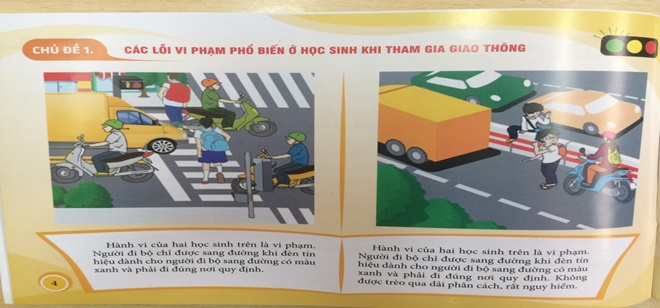 CHỦ ĐỀ 1.
CÁC LỖI VI PHẠM PHỔ BIẾN Ở HỌC SINH KHI THAM GIA GIAO THÔNG
Hành vi của hai học sinh trên là vi phạm.
Người đi bộ chỉ được sang đường khi đèn tín
hiệu dành cho người đi bộ sang đường có màu
xanh và phải đi đúng nơi quy định.
Hành vi của hai học sinh trên là vi phạm.
Người đi bộ chỉ được sang đường khi đèn tín
hiệu dành cho người đi bộ sang đường có màu
xanh và phải đi đúng nơi quy định. Không
được trèo qua dải phân cách, rất nguy hiểm.
4